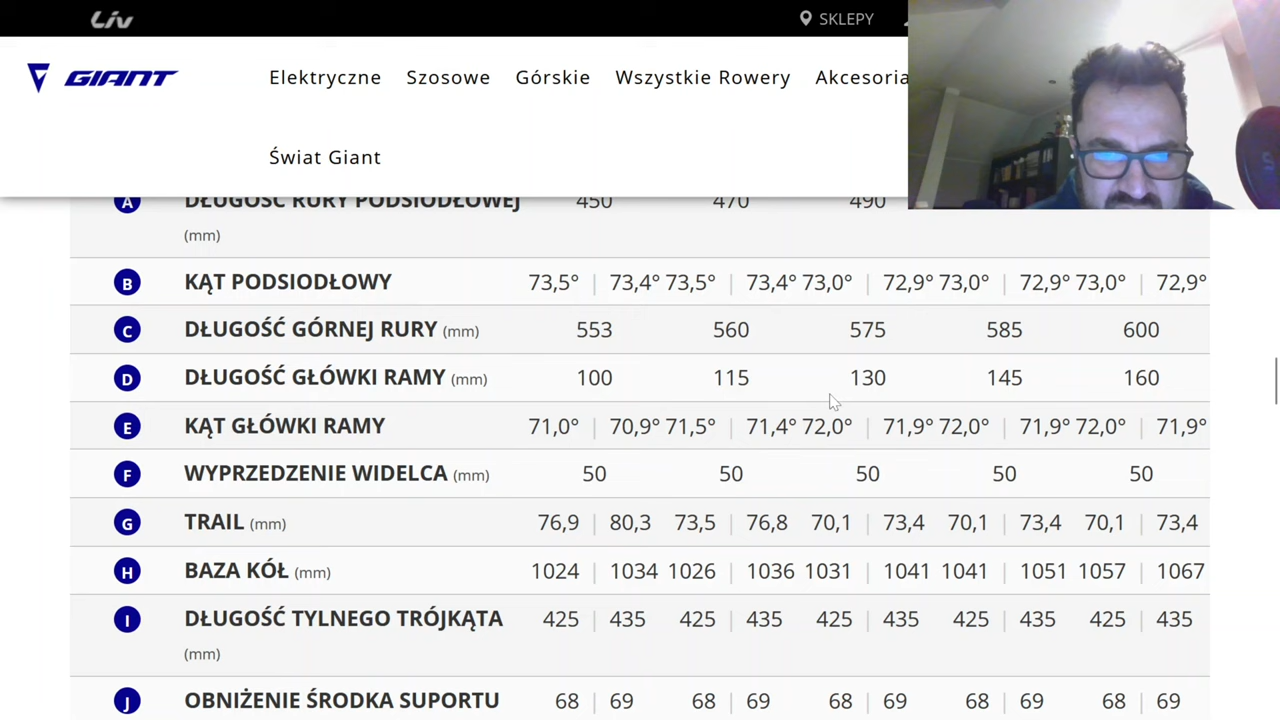 Liv
SKLEPY
GIANT
Elektryczne Szosowe Górskie Wszystkie Rowery Akcesoria
Świat Giant
A DŁUGOŚĆ RURY PODSIODŁOWEJ 450 470 490
(mm)
B KĄT PODSIODŁOWY 73,5° | 73,4° 73,5° | 73,4° 73,0° | 72,9° 73,0° | 72,9° 73,0° | 72,9°
C DŁUGOŚĆ GÓRNEJ RURY (mm) 553 560 575 585 600
D DŁUGOŚĆ GŁÓWKI RAMY (mm) 100 115 130 145 160
E KĄT GŁÓWKI RAMY 71,0° | 70,9° 71,5° | 71,4° 72,0° | 71,9° 72,0° | 71,9° 72,0° | 71,9°
F WYPRZEDZENIE WIDELCA (mm) 50 50 50 50 50
G TRAIL (mm) 76,9 | 80,3 73,5 | 76,8 70,1 | 73,4 70,1 | 73,4 70,1 | 73,4
H BAZA KÓŁ (mm) 1024 | 1034 1026 | 1036 1031 | 1041 1041 | 1051 1057 | 1067
I DŁUGOŚĆ TYLNEGO TRÓJKĄTA 425 | 435 425 | 435 425 | 435 425 | 435 425 | 435
(mm)
J OBNIŻENIE ŚRODKA SUPORTU 68 | 69 68 | 69 68 | 69 68 | 69 68 | 69